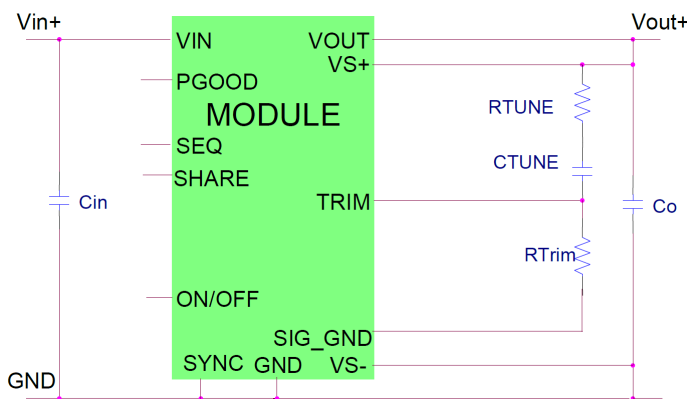 Vin+
Vout+
VIN
VOUT
VS+
PGOOD
MODULE
RTUNE
SEQ
CTUNE
SHARE
TRIM
Cin
Co
RTrim
ON/OFF
SIG_GND
SYNC
GND
VS-
GND